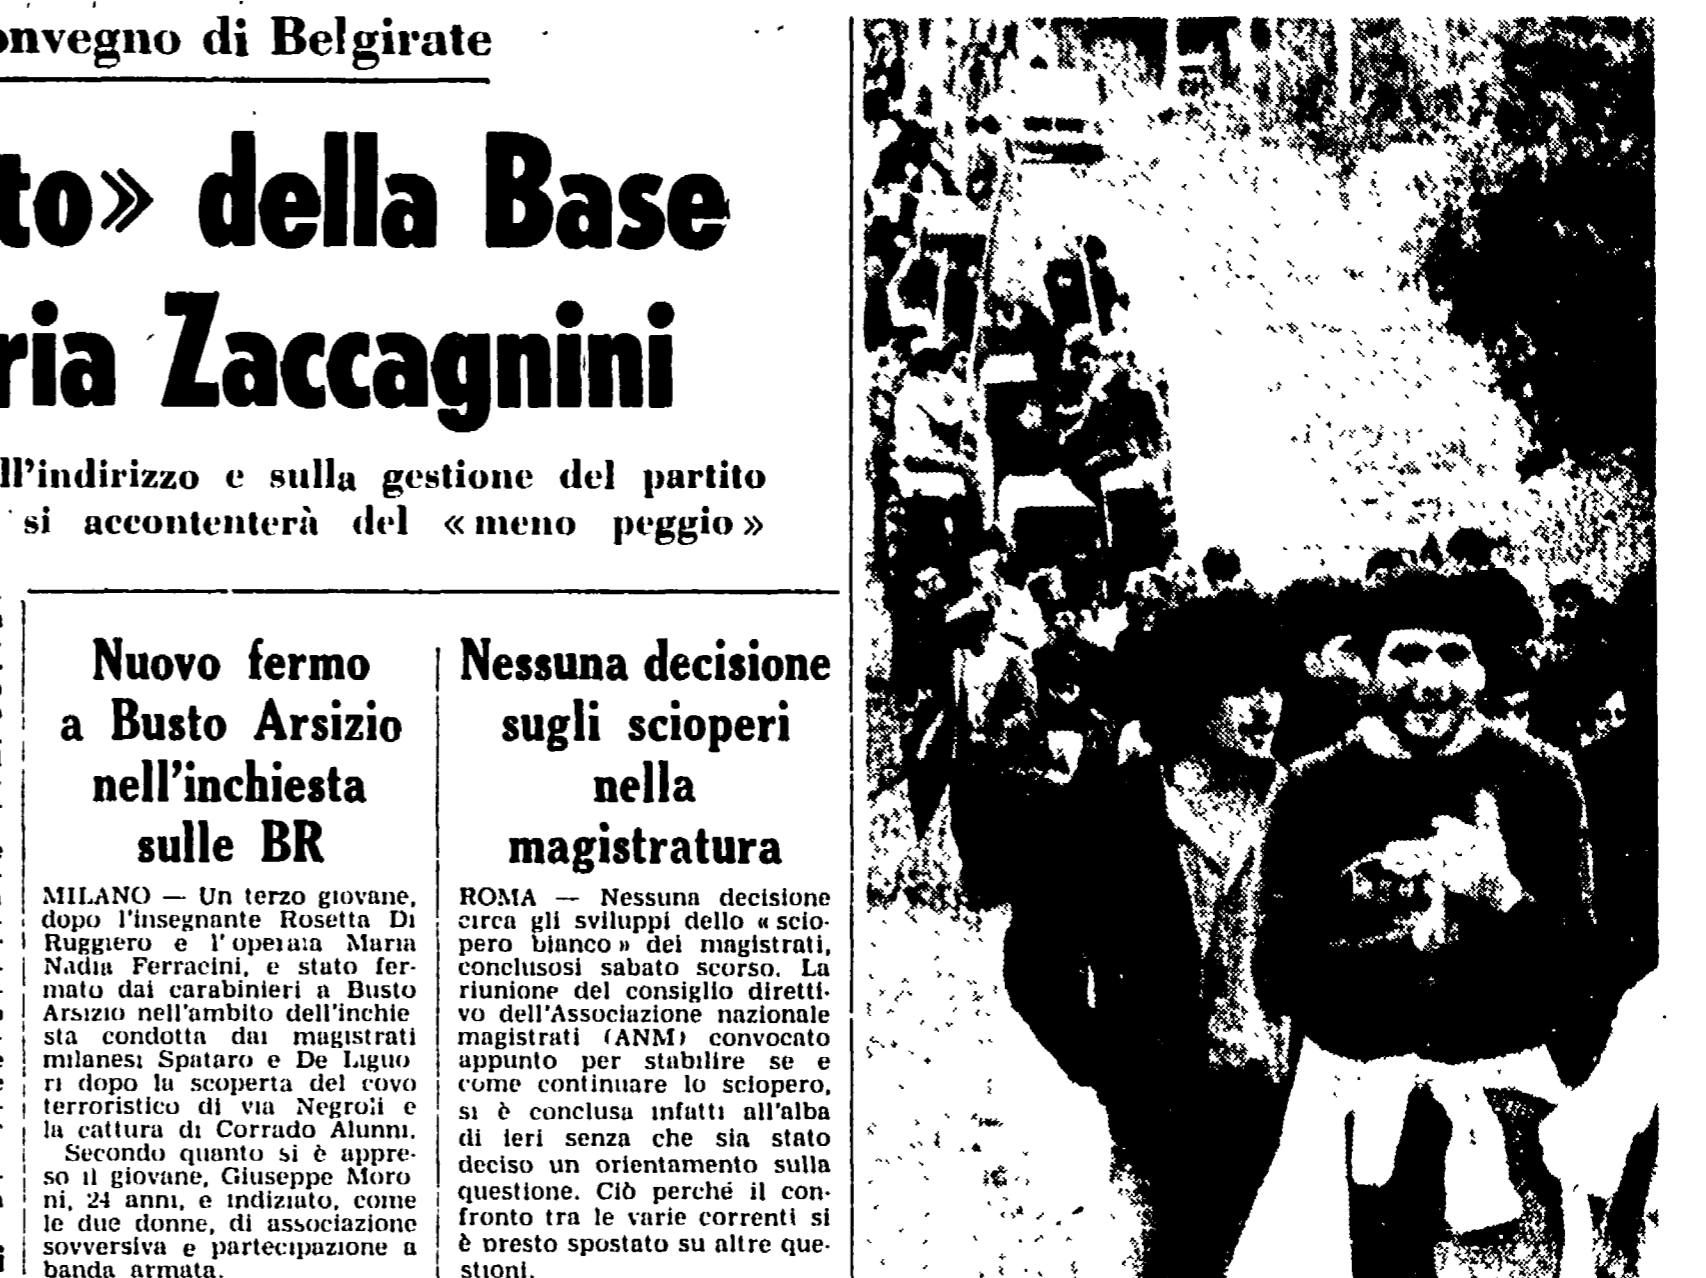 onvegno di Belgirate
to» della Base
ria Zaccagnini
ll'indirizzo e sulla gestione del partito
si accontenterà del «meno peggio»
Nuovo fermo
a Busto Arsizio
nell'inchiesta
sulle BR
MILANO — Un terzo giovane,
dopo l'insegnante Rosetta Di
Ruggiero e l'operaia Maria
Nadia Ferracini, e stato fer-
mato dai carabinieri a Busto
Arsizio nell'ambito dell'inchie
sta condotta dai magistrati
milanesi Spataro e De Liguo
ri dopo la scoperta del covo
terroristico di via Negroli e
la cattura di Corrado Alunni.
Secondo quanto si è appre-
so il giovane, Giuseppe Moro
ni, 24 anni, e indiziato, come
le due donne, di associazione
sovversiva e partecipazione a
banda armata.
Nessuna decisione
sugli scioperi
nella
magistratura
ROMA — Nessuna decisione
circa gli sviluppi dello «scio-
pero bianco» dei magistrati,
conclusosi sabato scorso. La
riunione del consiglio diretti-
vo dell'Associazione nazionale
magistrati (ANM) convocato
appunto per stabilire se e
come continuare lo sciopero,
si è conclusa infatti all'alba
di ieri senza che sia stato
deciso un orientamento sulla
questione. Ciò perché il con-
fronto tra le varie correnti si
è presto spostato su altre que-
stioni.